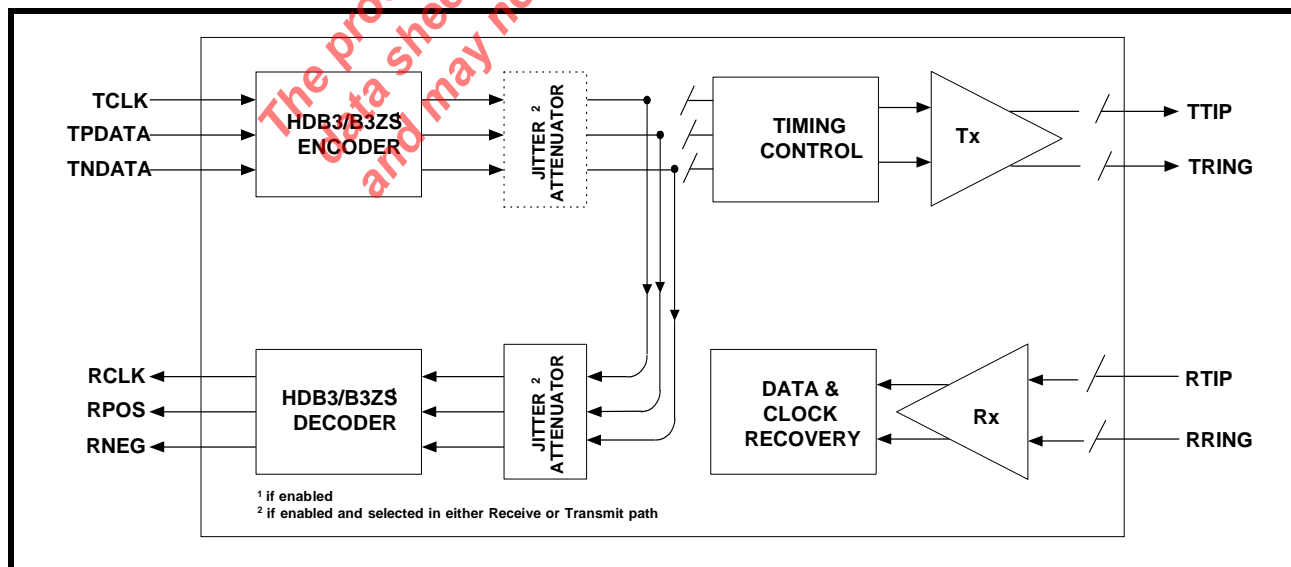 The pro
data shee
and may no
TCLK
TPDATA
TNDATA
HDB3/B3ZS 1
ENCODER
JITTER 2
ATTENUATOR
TIMING
CONTROL
Tx
TTIP
TRING
RCLK
RPOS
RNEG
HDB3/B3ZS 1
DECODER
JITTER 2
ATTENUATOR
DATA &
CLOCK
RECOVERY
Rx
RTIP
RRING
1 if enabled
2 if enabled and selected in either Receive or Transmit path